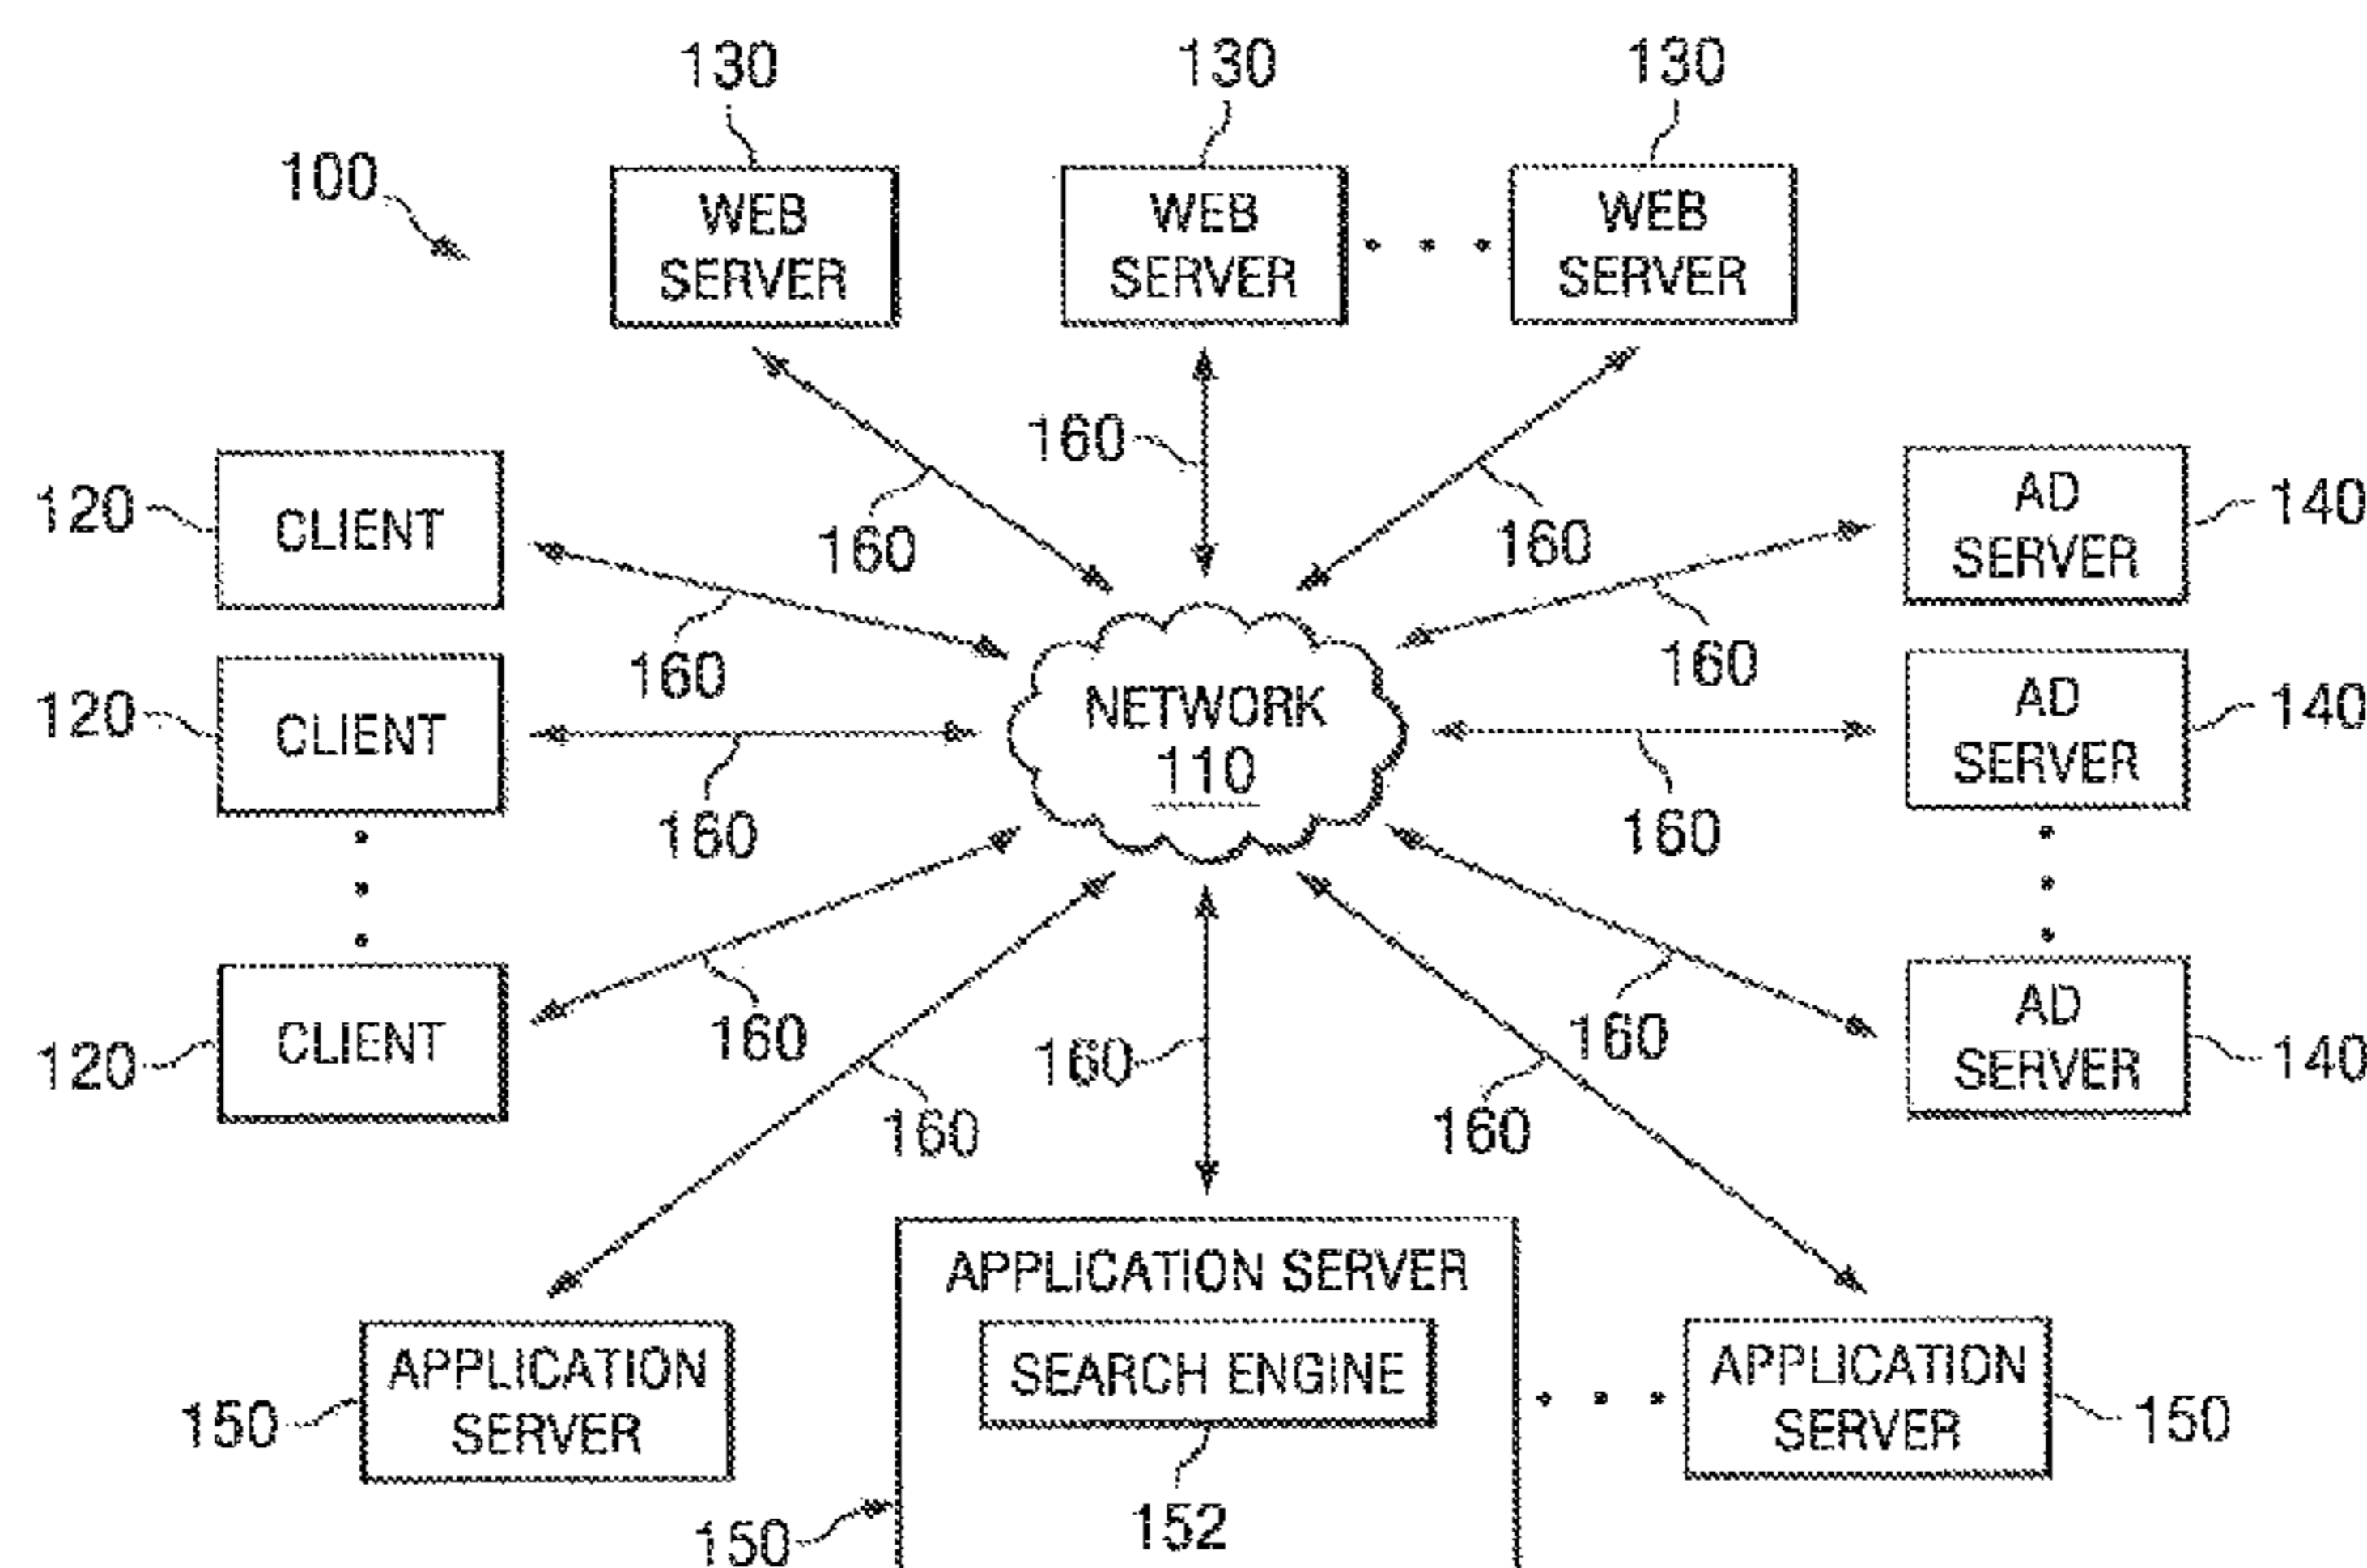 130
130
130
100
WEB
SERVER
WEB
SERVER
WEB
SERVER
160
160
160
120
CLIENT
AD
SERVER
140
160
160
120
CLIENT
NETWORK
110
AD
SERVER
140
160
160
120
CLIENT
160
160
160
160
160
AD
SERVER
140
APPLICATION
SERVER
150
APPLICATION SERVER
SEARCH ENGINE
152
150
APPLICATION
SERVER
150